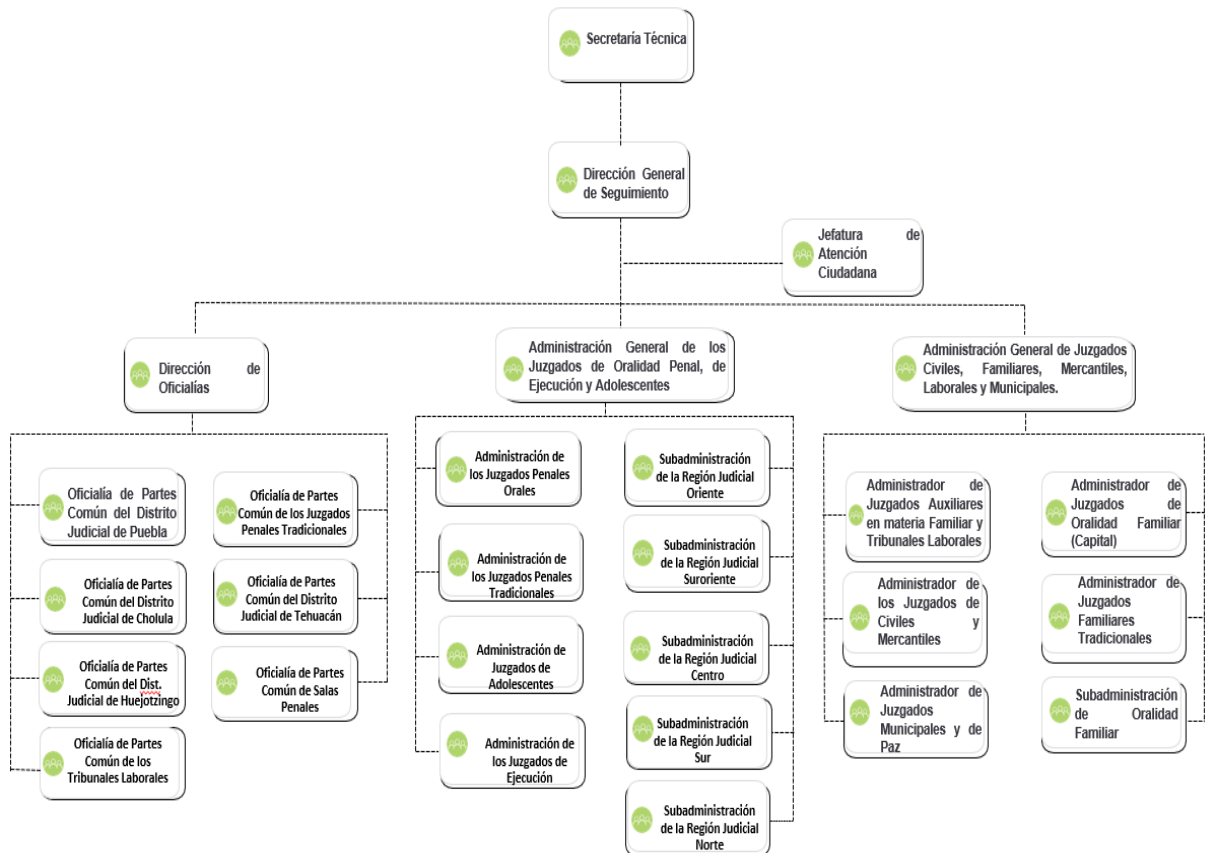 Secretaría Técnica
Dirección General
de Seguimiento
Jefatura de
Atención
Ciudadana
Dirección de
Oficialías
Administración General de los
Juzgados de Oralidad Penal, de
Ejecución y Adolescentes
Administración General de Juzgados
Civiles, Familiares, Mercantiles,
Laborales y Municipales.
Oficialía de Partes
Común del Distrito
Judicial de Puebla
Oficialía de Partes
Común de los Juzgados
Penales Tradicionales
Oficialía de Partes
Común del Distrito
Judicial de Cholula
Oficialía de Partes
Común del Distrito
Judicial de Tehuacán
Oficialía de Partes
Común del Dist.
Judicial de Huejotzingo
Oficialía de Partes
Común de Salas
Penales
Oficialía de Partes
Común de los
Tribunales Laborales
Administración de
los Juzgados Penales
Orales
Subadministración
de la Región Judicial
Oriente
Administración de
los Juzgados Penales
Tradicionales
Subadministración
de la Región Judicial
Suroriente
Administración de
Juzgados de
Adolescentes
Subadministración
de la Región Judicial
Centro
Administración de
los Juzgados de
Ejecución
Subadministración
de la Región Judicial
Sur
Subadministración
de la Región Judicial
Norte
Administrador de
Juzgados Auxiliares
en materia Familiar y
Tribunales Laborales
Administrador de
Juzgados de
Oralidad Familiar
(Capital)
Administrador de
los Juzgados de
Civiles y
Mercantiles
Administrador de
Juzgados
Familiares
Tradicionales
Administrador de
Juzgados
Municipales y de
Paz
Subadministración
de Oralidad
Familiar